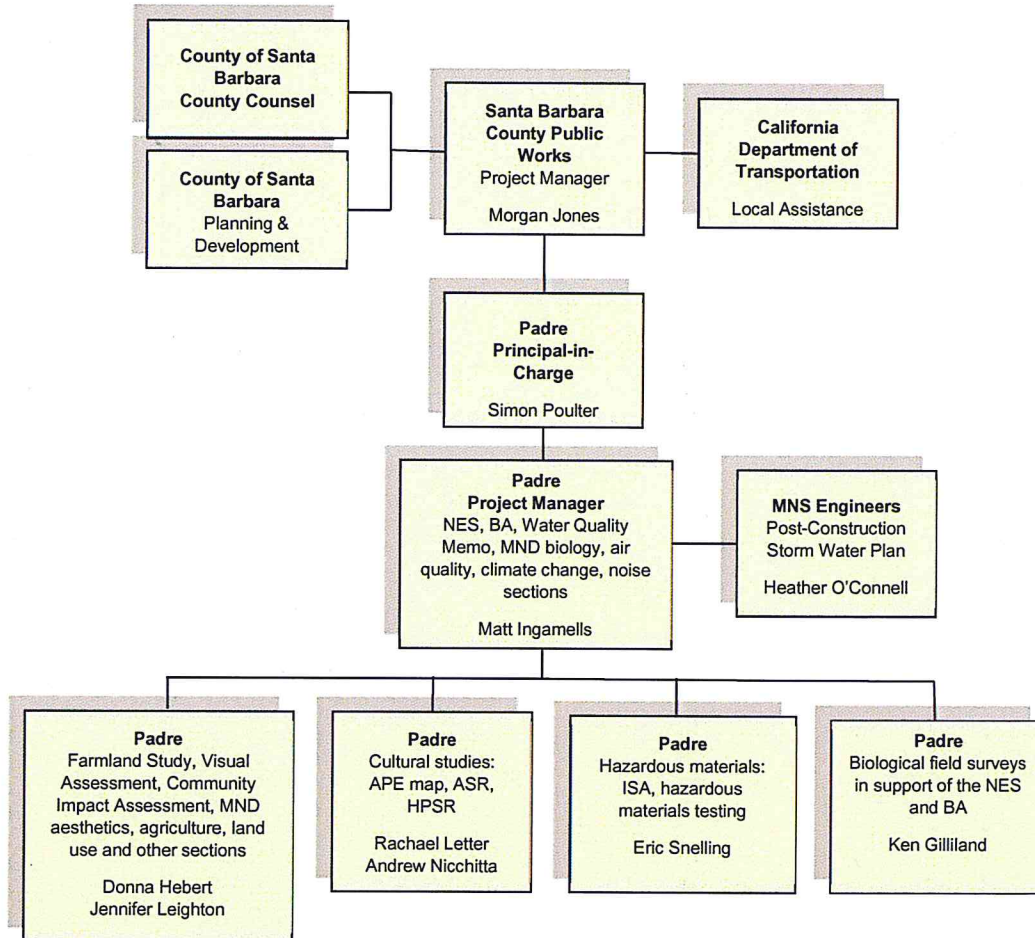 County of Santa
Barbara
County Counsel
Santa Barbara
County Public
Works
Project Manager
Morgan Jones
California
Department of
Transportation
Local Assistance
County of Santa
Barbara
Planning &
Development
Padre
Principal-in-
Charge
Simon Poulter
Padre
Project Manager
NES, BA, Water Quality
Memo, MND biology, air
quality, climate change, noise
sections
Matt Ingamells
MNS Engineers
Post-Construction
Storm Water Plan
Heather O'Connell
Padre
Farmland Study, Visual
Assessment, Community
Impact Assessment, MND
aesthetics, agriculture, land
use and other sections
Donna Hebert
Jennifer Leighton
Padre
Cultural studies:
APE map, ASR,
HPSR
Rachael Letter
Andrew Nicchitta
Padre
Hazardous materials:
ISA, hazardous
materials testing
Eric Snelling
Padre
Biological field surveys
in support of the NES
and BA
Ken Gilliland